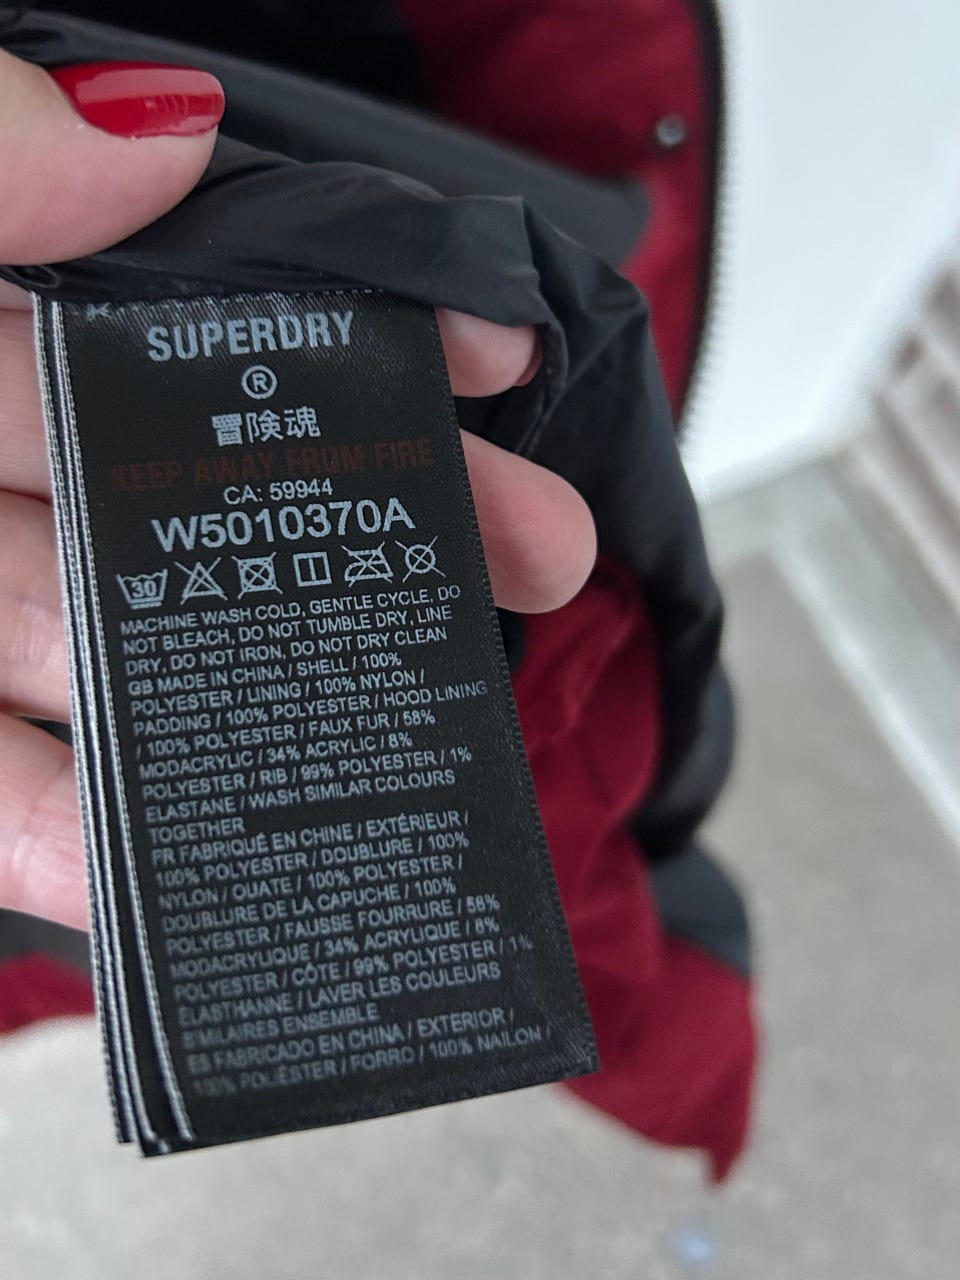 SUPERDRY
®
冒険魂
KEEP AWAY FROM FIRE
CA: 59944
W5010370A
30
MACHINE WASH COLD, GENTLE CYCLE, DO
NOT BLEACH, DO NOT TUMBLE DRY, LINE
DRY, DO NOT IRON, DO NOT DRY CLEAN
GB MADE IN CHINA / SHELL / 100%
POLYESTER / LINING / 100% NYLON /
PADDING / 100% POLYESTER / HOOD LINING
/ 100% POLYESTER / FAUX FUR / 58%
MODACRYLIC / 34% ACRYLIC / 8%
POLYESTER / RIB / 99% POLYESTER / 1%
ELASTANE / WASH SIMILAR COLOURS
TOGETHER
FR FABRIQUÉ EN CHINE / EXTÉRIEUR /
100% POLYESTER / DOUBLURE / 100%
NYLON / OUATE / 100% POLYESTER /
DOUBLURE DE LA CAPUCHE / 100%
POLYESTER / FAUSSE FOURRURE / 58%
MODACRYLIQUE / 34% ACRYLIQUE / 8%
POLYESTER / CÔTE / 99% POLYESTER / 1%
ÉLASTHANNE / LAVER LES COULEURS
SIMILAIRES ENSEMBLE
ES FABRICADO EN CHINA / EXTERIOR /
100% POLIÉSTER / FORRO / 100% NAILON /